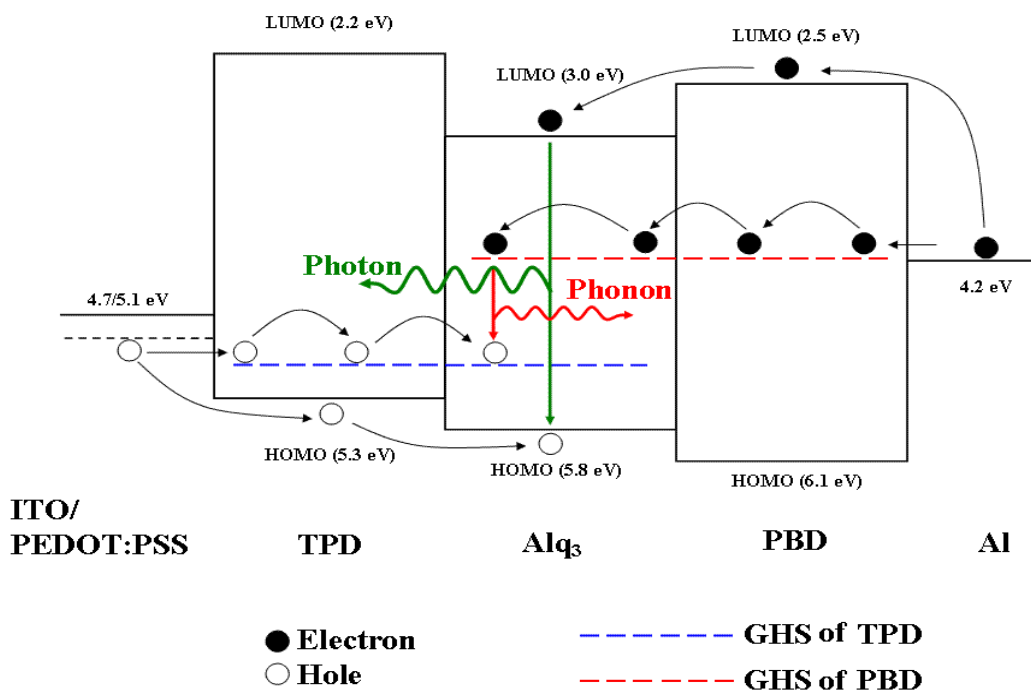 LUMO (2.2 eV)
LUMO (2.5 eV)
LUMO (3.0 eV)
Photon
Phonon
4.7/5.1 eV
4.2 eV
HOMO (5.3 eV)
HOMO (5.8 eV)
HOMO (6.1 eV)
ITO/
PEDOT:PSS
TPD
Alq₃
PBD
Al
Electron
Hole
GHS of TPD
GHS of PBD